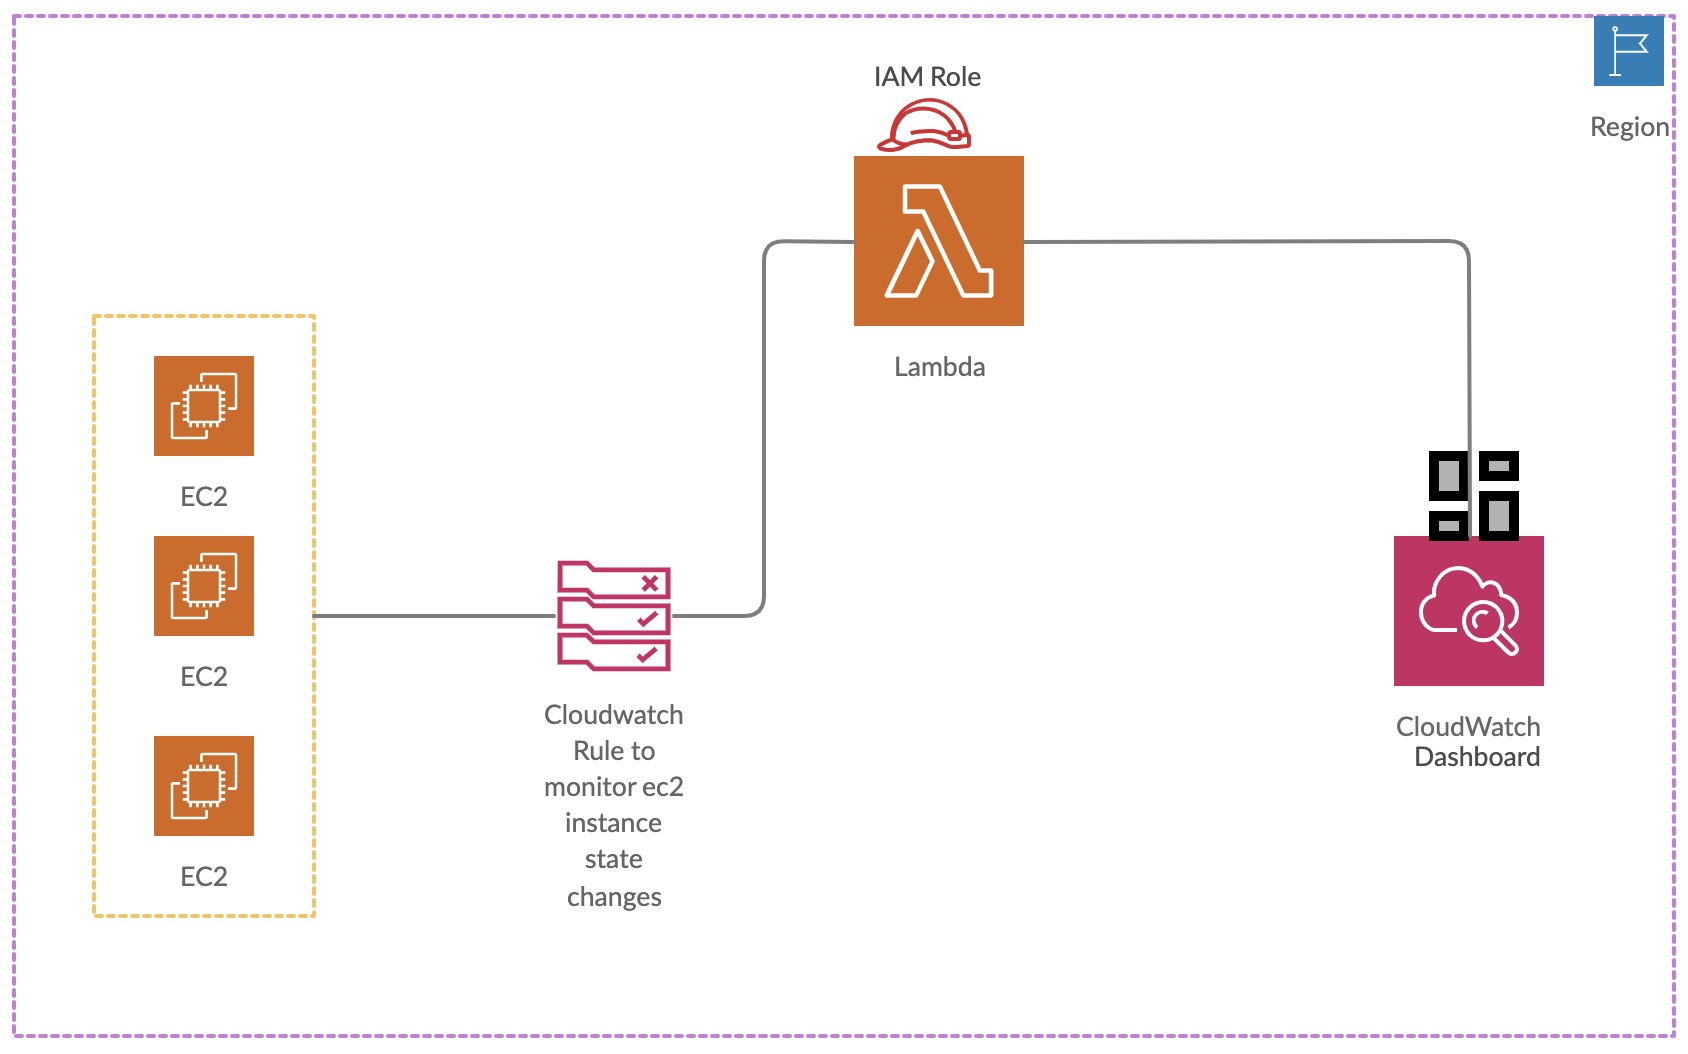 IAM Role
Region
Lambda
EC2
EC2
EC2
Cloudwatch
Rule to
monitor ec2
instance
state
changes
CloudWatch
Dashboard